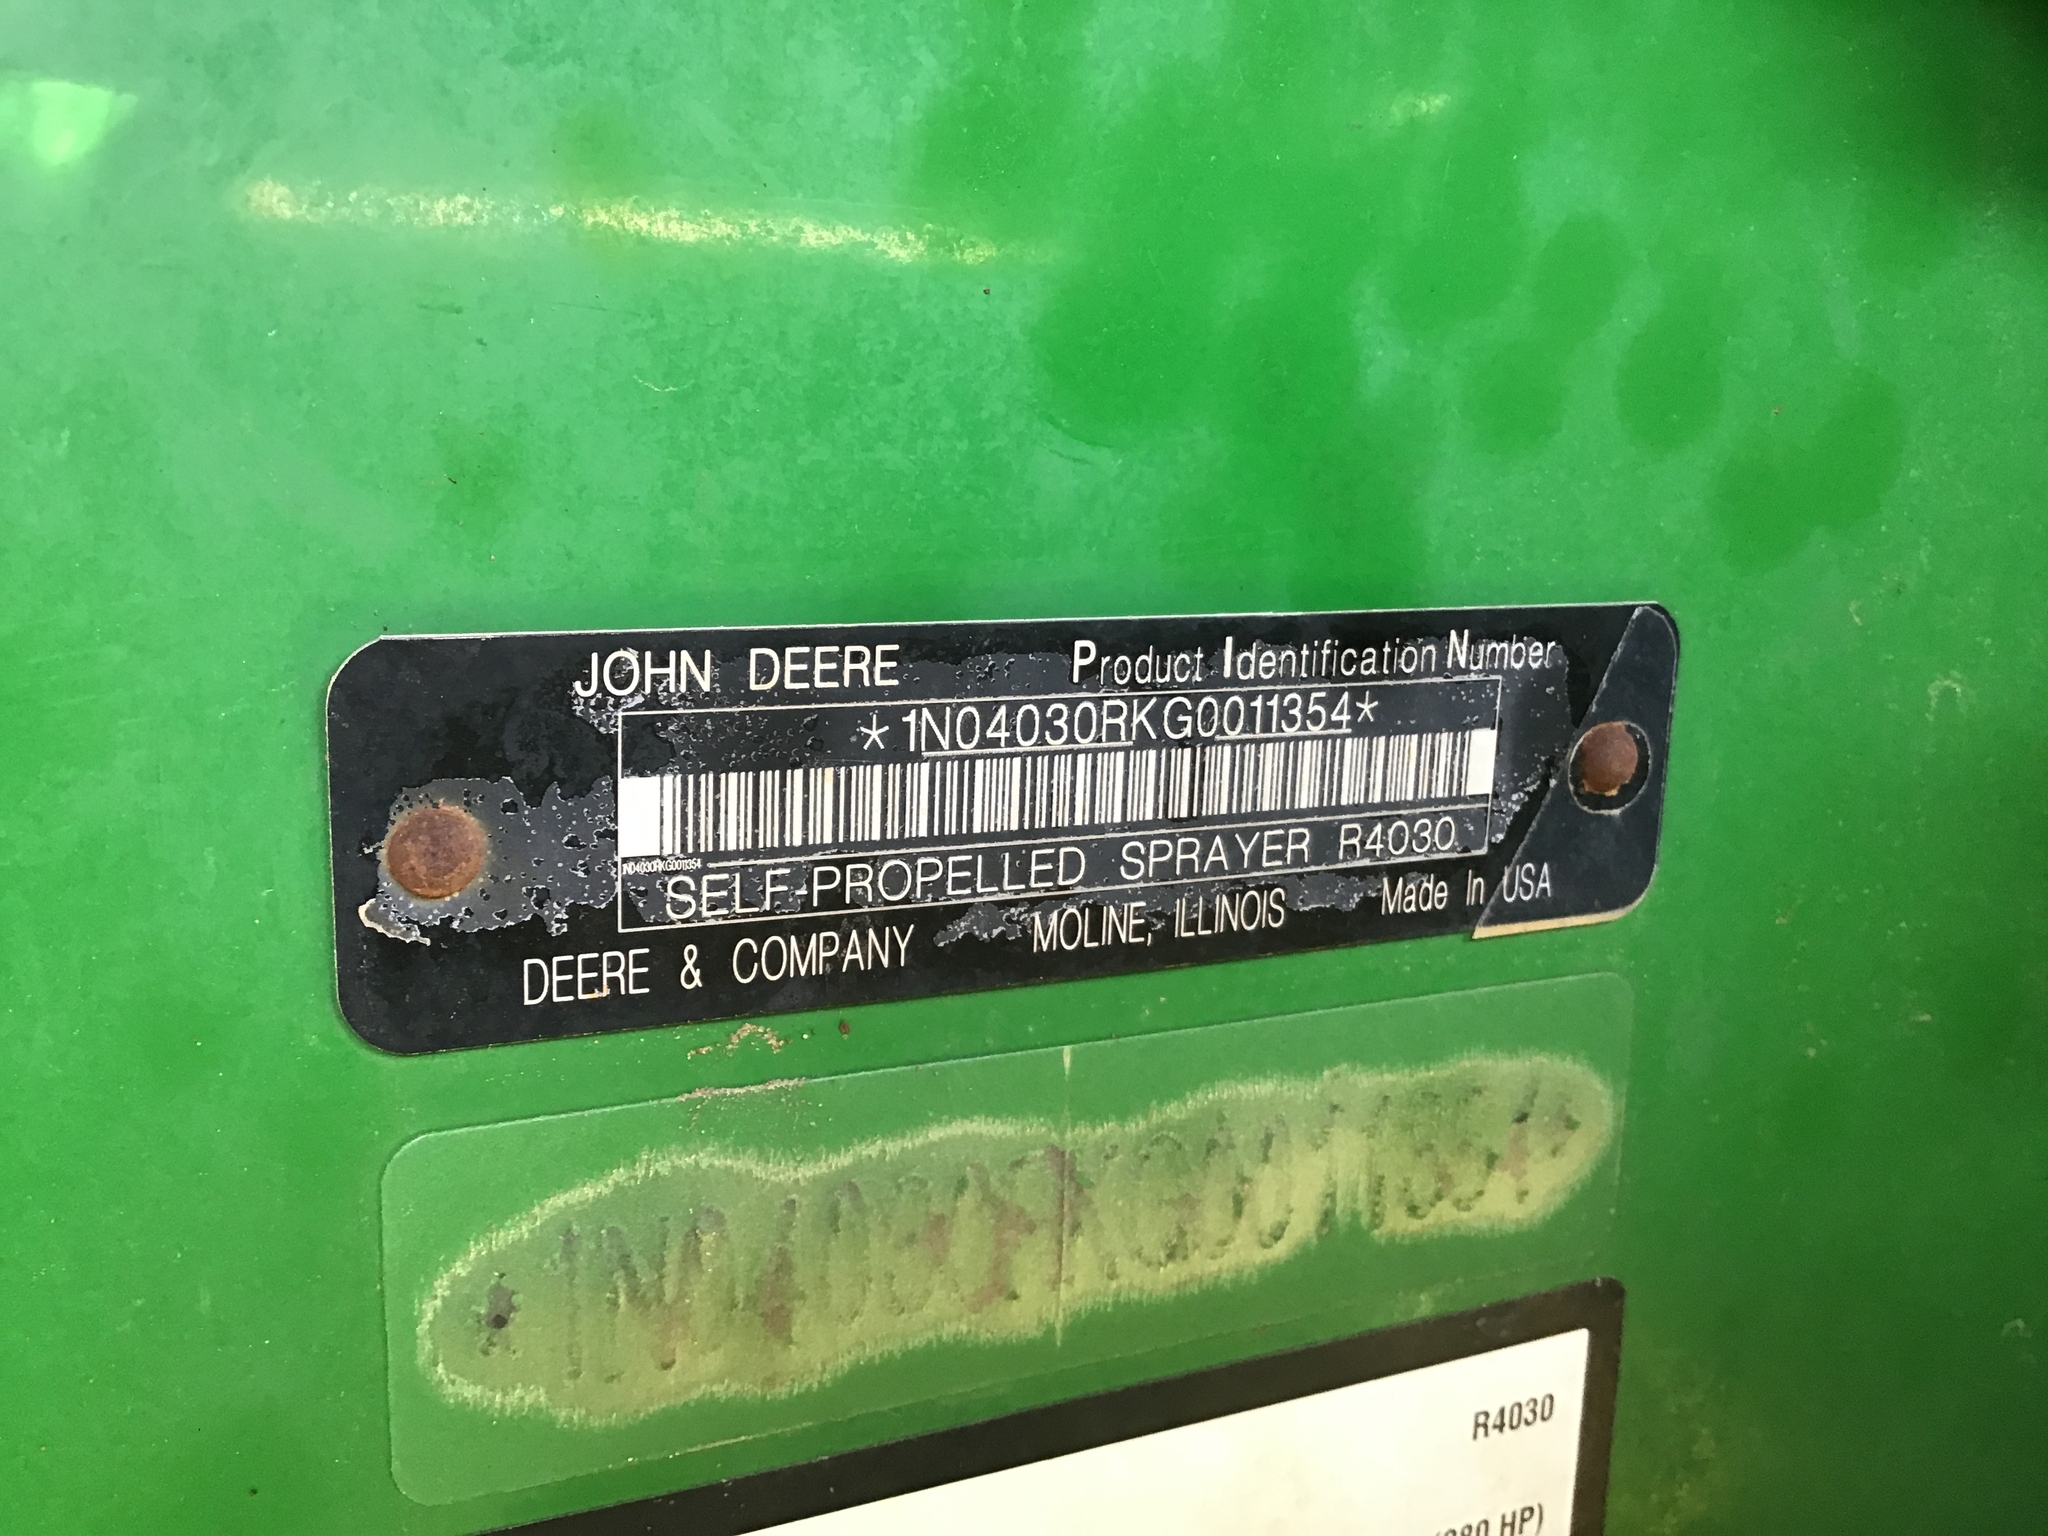 JOHN DEERE Product Identification Number
*1N04030RKG0011354*
1N04030RKG0011354
SELF-PROPELLED SPRAYER R4030
DEERE & COMPANY MOLINE, ILLINOIS Made In USA
R4030
HP)